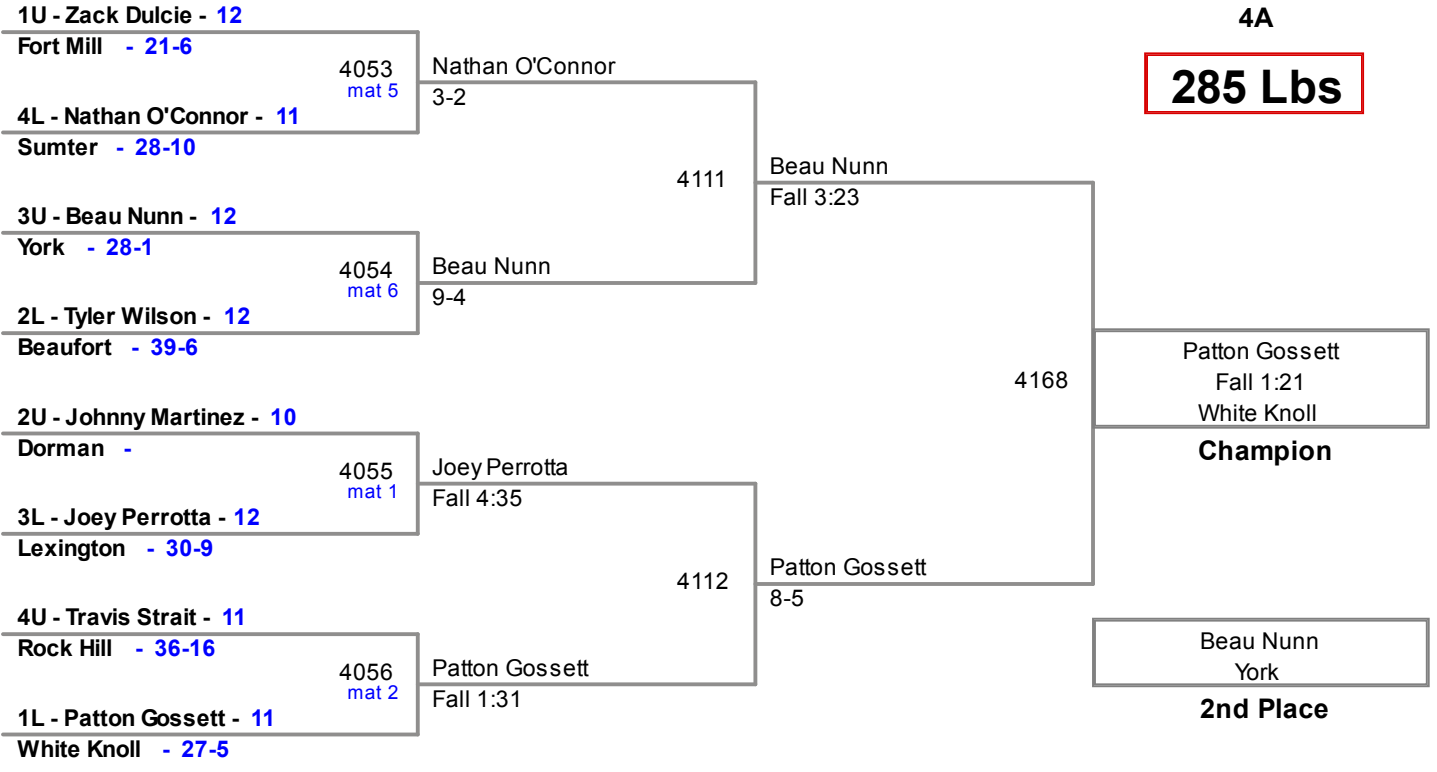 1U - Zack Dulcie - 12
Fort Mill - 21-6
4053
mat 5
4L - Nathan O'Connor - 11
Sumter - 28-10
Nathan O'Connor
3-2
3U - Beau Nunn - 12
York - 28-1
4054
mat 6
2L - Tyler Wilson - 12
Beaufort - 39-6
Beau Nunn
9-4
4111
Beau Nunn
Fall 3:23
2U - Johnny Martinez - 10
Dorman -
4055
mat 1
3L - Joey Perrotta - 12
Lexington - 30-9
Joey Perrotta
Fall 4:35
4U - Travis Strait - 11
Rock Hill - 36-16
4056
mat 2
1L - Patton Gossett - 11
White Knoll - 27-5
Patton Gossett
Fall 1:31
4112
Patton Gossett
8-5
4168
4A
285 Lbs
Patton Gossett
Fall 1:21
White Knoll
Champion
Beau Nunn
York
2nd Place